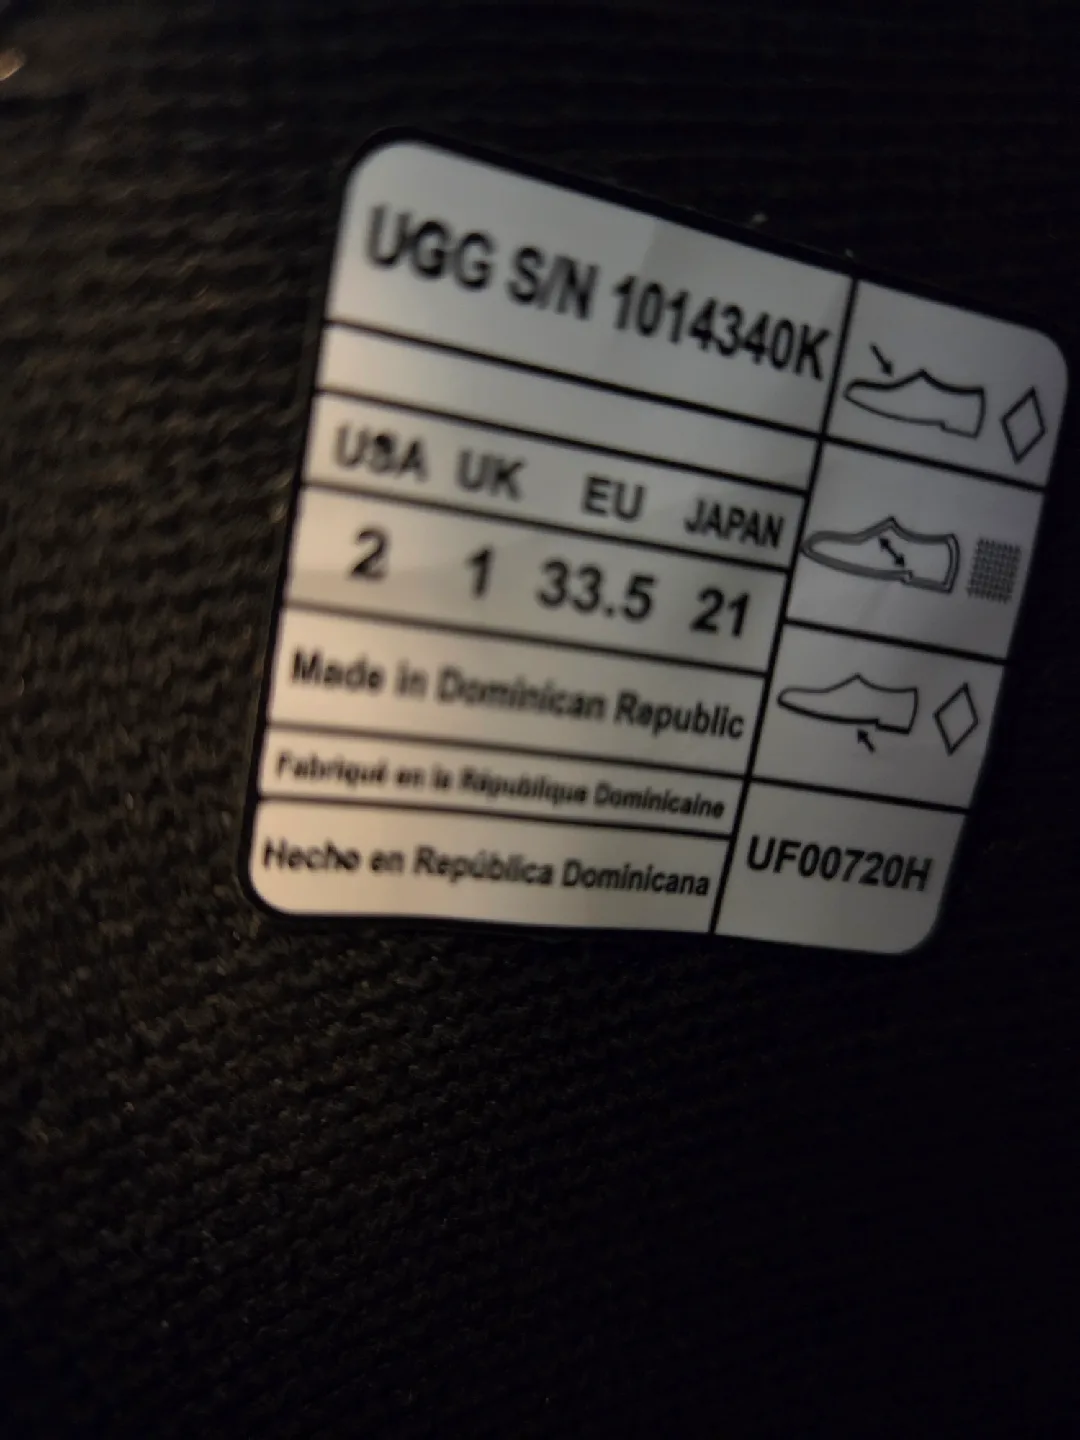 UGG S/N 1014340K
USA UK EU JAPAN
2 1 33.5 21
Made in Dominican Republic
Fabriqué en la République Dominicaine
Hecho en República Dominicana
UF00720H